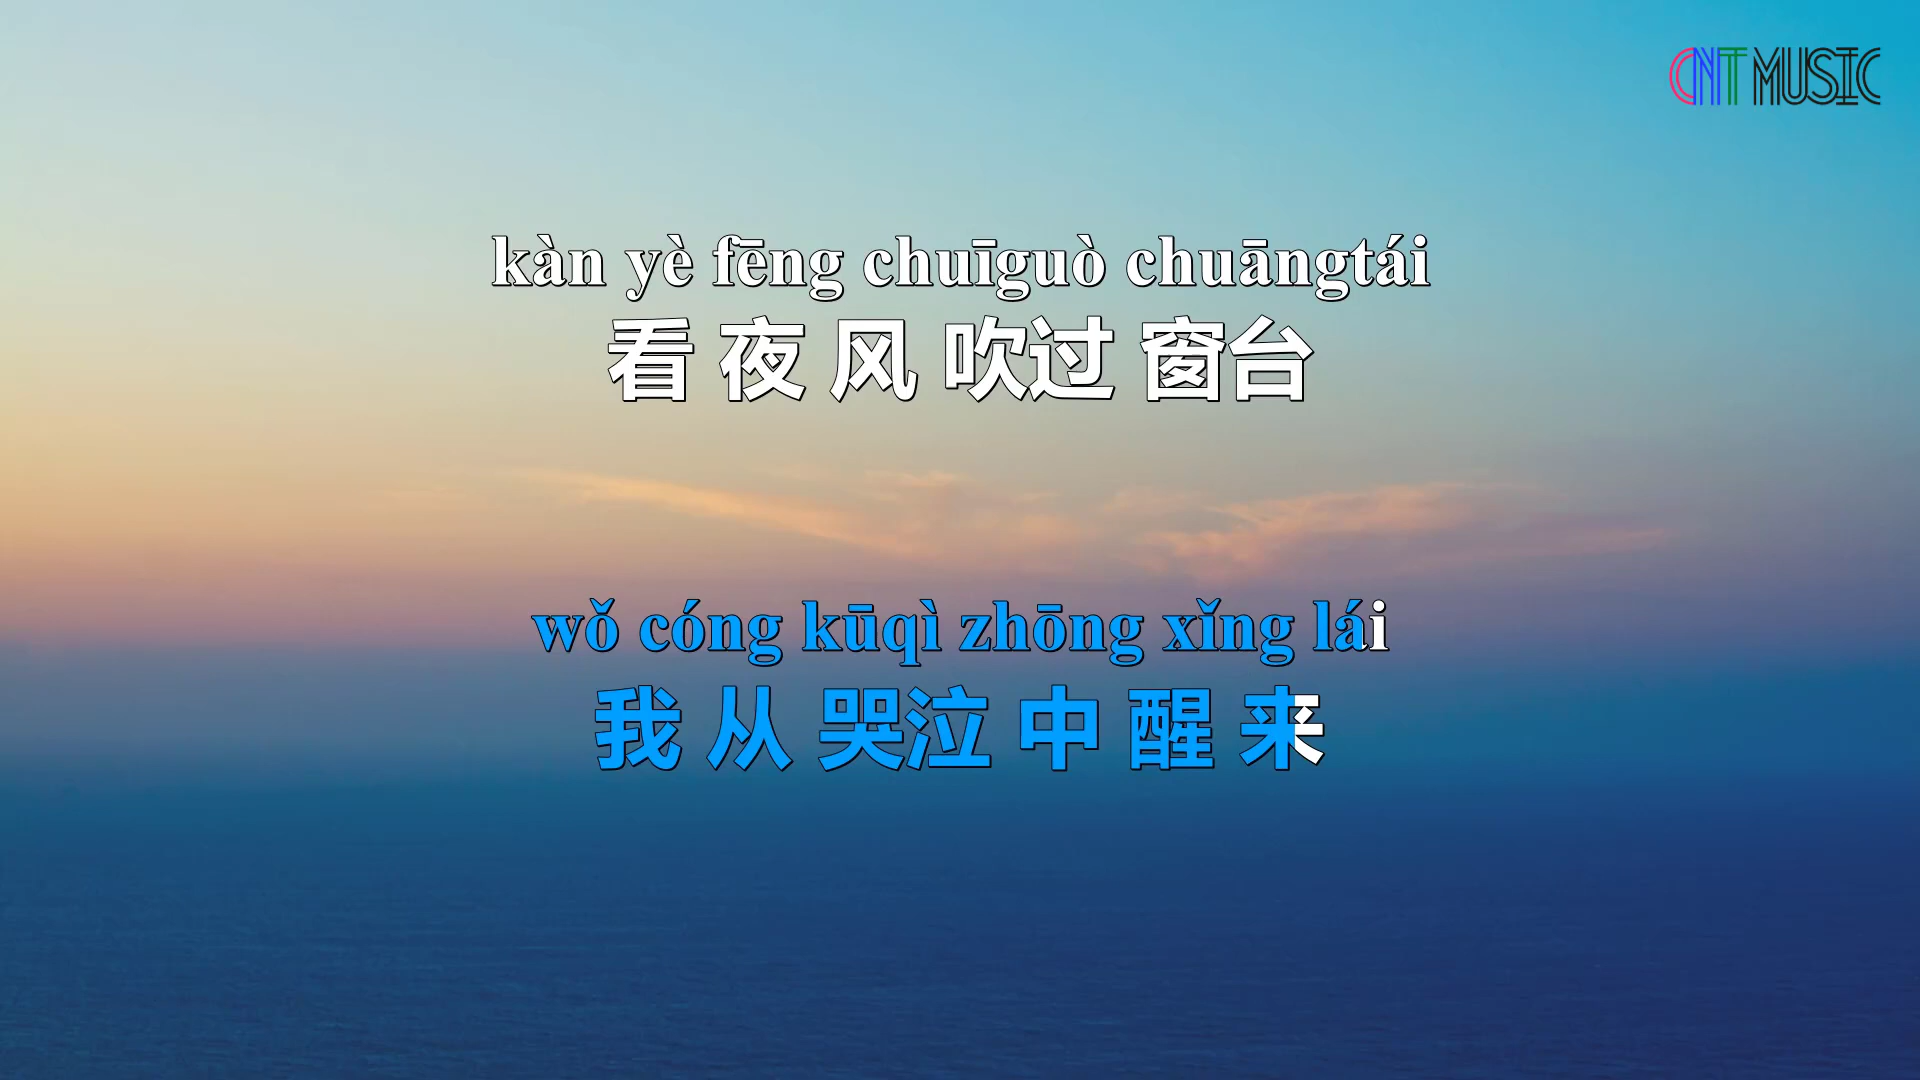 CNT MUSIC
kàn yè fēng chuīguò chuāngtái
看 夜 风 吹过 窗台
wǒ cóng kūqì zhōng xǐng lái
我 从 哭泣 中 醒 来